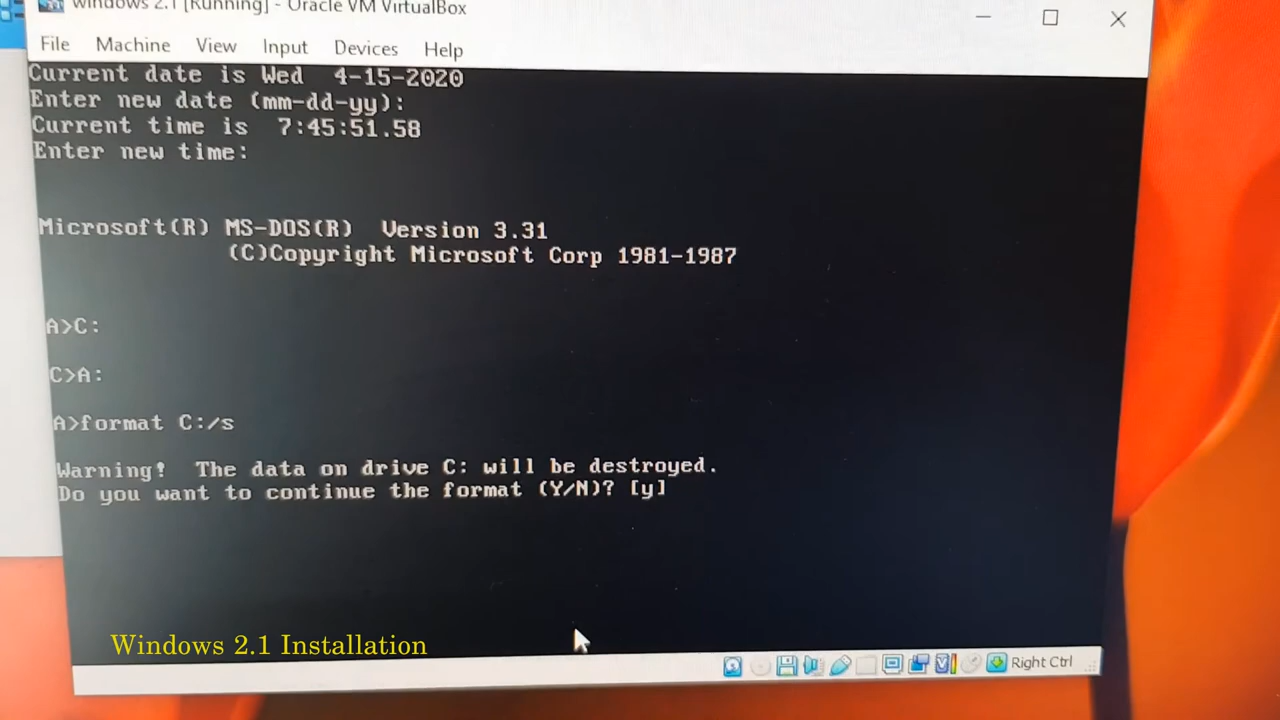 windows 2.1 [Running] - Oracle VM VirtualBox
File Machine View Input Devices Help
Current date is Wed  4-15-2020
Enter new date (mm-dd-yy):
Current time is  7:45:51.58
Enter new time:
Microsoft(R) MS-DOS(R)  Version 3.31
(C)Copyright Microsoft Corp 1981-1987
A>C:
C>A:
A>format C:/s
Warning!  The data on drive C: will be destroyed.
Do you want to continue the format (Y/N)? [y]
Windows 2.1 Installation
Right Ctrl